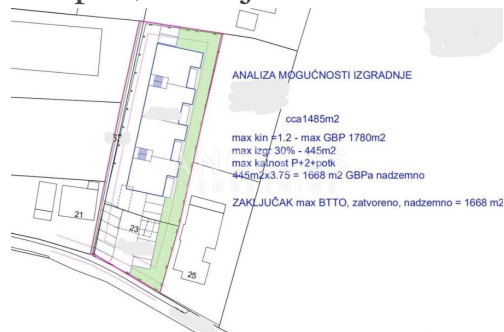 ANALIZA MOGUĆNOSTI IZGRADNJE
cca1485m2
max kin =1.2 - max GBP 1780m2
max izgr 30% - 445m2
max katnost P+2+potk
445m2x3.75 = 1668 m2 GBPa nadzemno
ZAKLJUČAK max BTTO, zatvoreno, nadzemno = 1668 m2
21
23
25